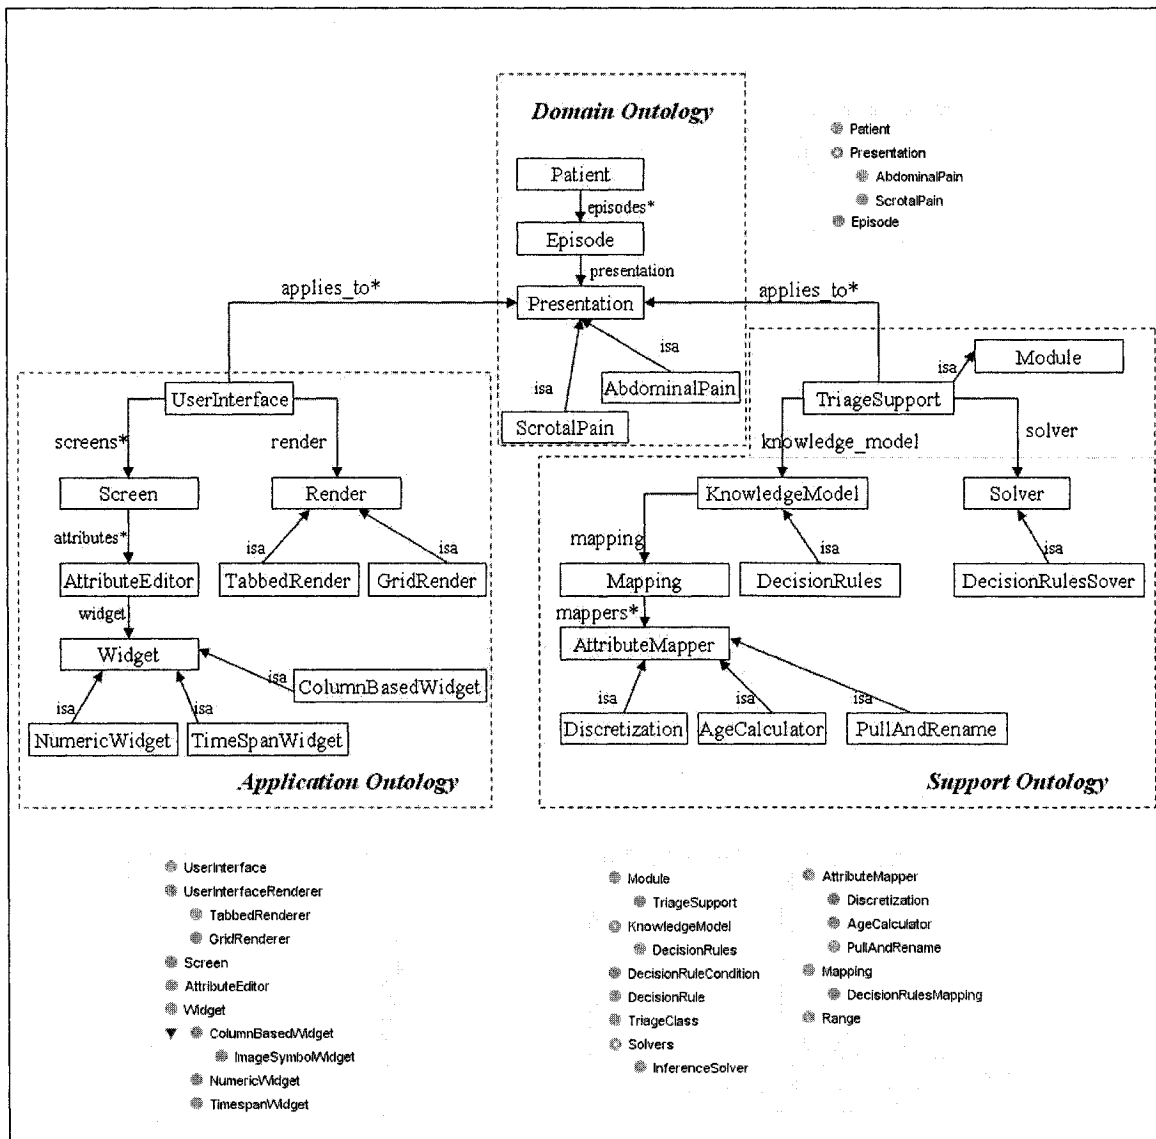 Domain Ontology
Patient
episodes*
Episode
presentation
Presentation
applies_to*
applies_to*
isa
isa
AbdominalPain
ScrotalPain
Patient
Presentation
AbdominalPain
ScrotalPain
Episode
UserInterface
screens*
render
Screen
Render
attributes*
isa
isa
AttributeEditor
TabbedRender
GridRender
widget
Widget
isa
ColumnBasedWidget
isa
isa
NumericWidget
TimeSpanWidget
Application Ontology
isa
Module
TriageSupport
knowledge_model
solver
KnowledgeModel
Solver
mapping
isa
isa
Mapping
DecisionRules
DecisionRulesSover
mappers*
AttributeMapper
isa
isa
isa
Discretization
AgeCalculator
PullAndRename
Support Ontology
UserInterface
UserInterfaceRenderer
TabbedRenderer
GridRenderer
Screen
AttributeEditor
Widget
ColumnBasedWidget
ImageSymbolWidget
NumericWidget
TimespanWidget
Module
TriageSupport
KnowledgeModel
DecisionRules
DecisionRuleCondition
DecisionRule
TriageClass
Solvers
InferenceSolver
AttributeMapper
Discretization
AgeCalculator
PullAndRename
Mapping
DecisionRulesMapping
Range